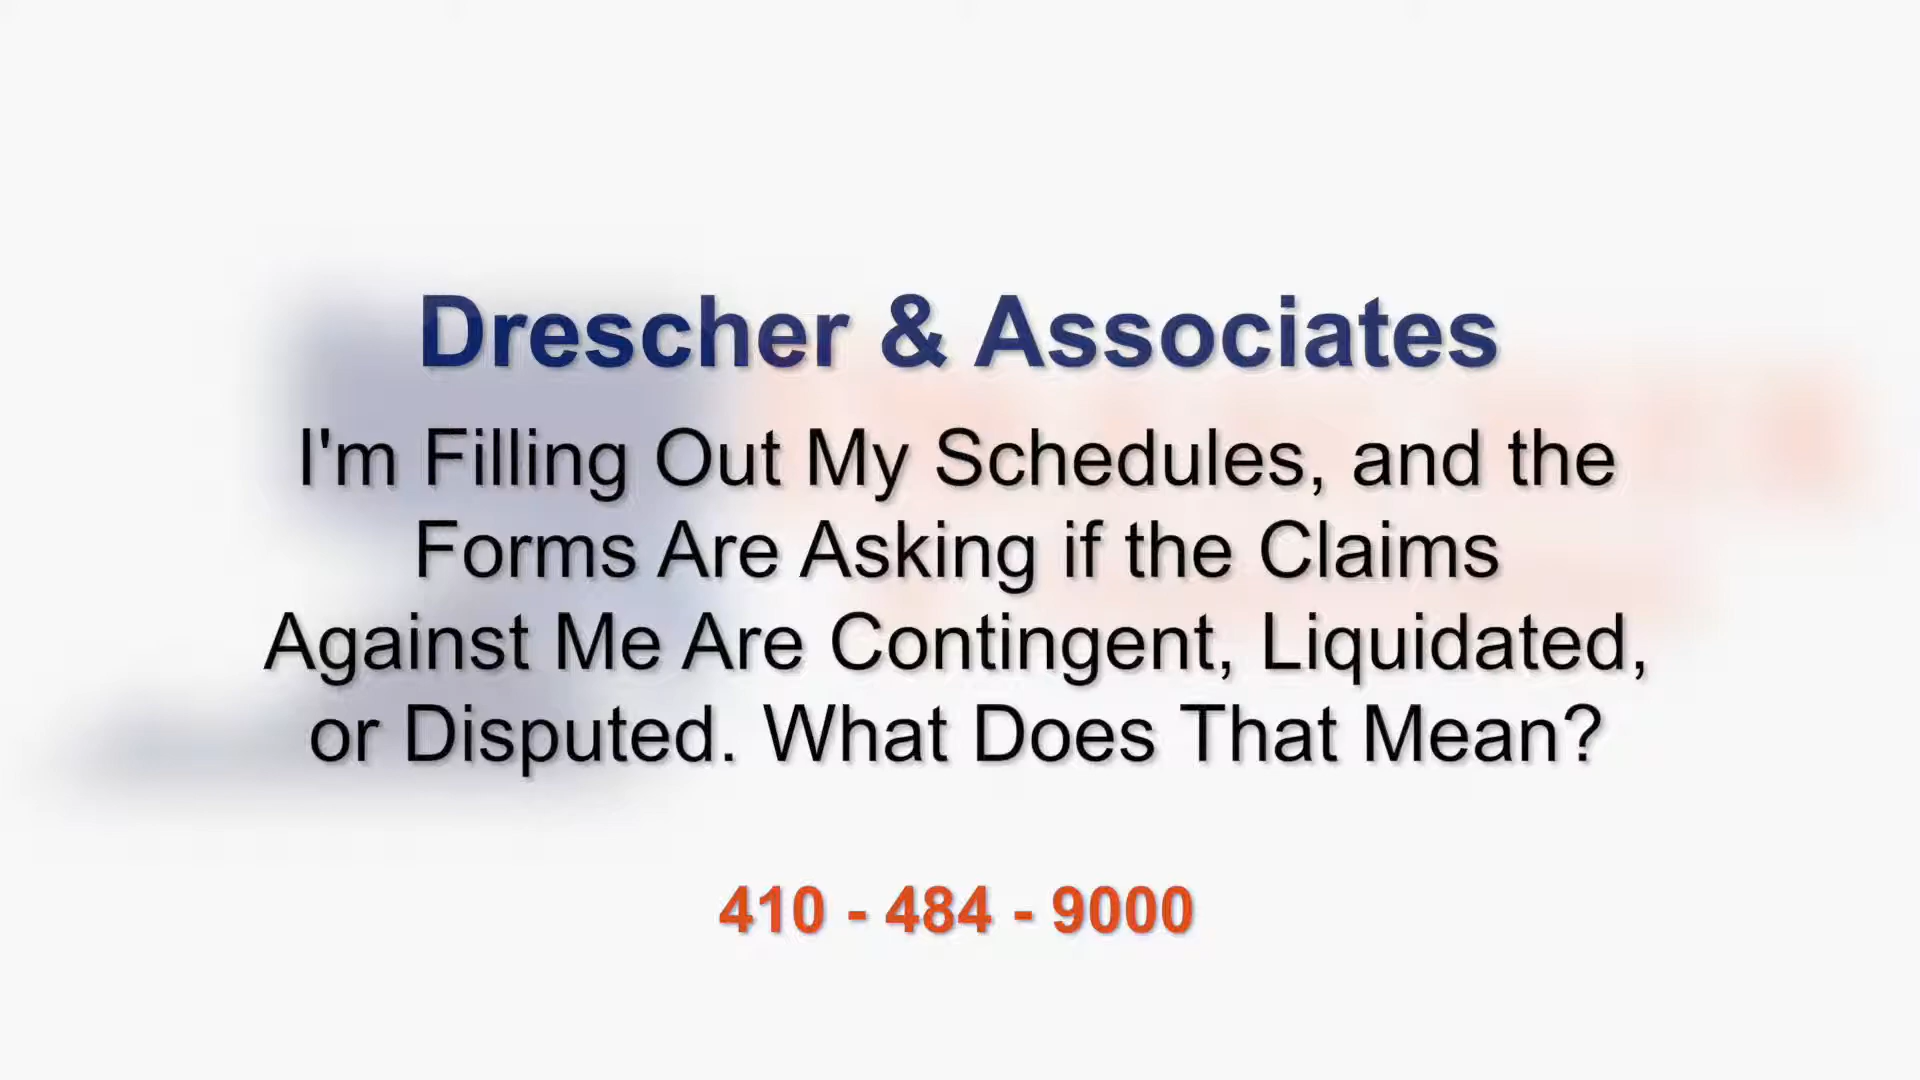 Drescher & Associates
I'm Filling Out My Schedules, and the
Forms Are Asking if the Claims
Against Me Are Contingent, Liquidated,
or Disputed. What Does That Mean?
410 - 484 - 9000